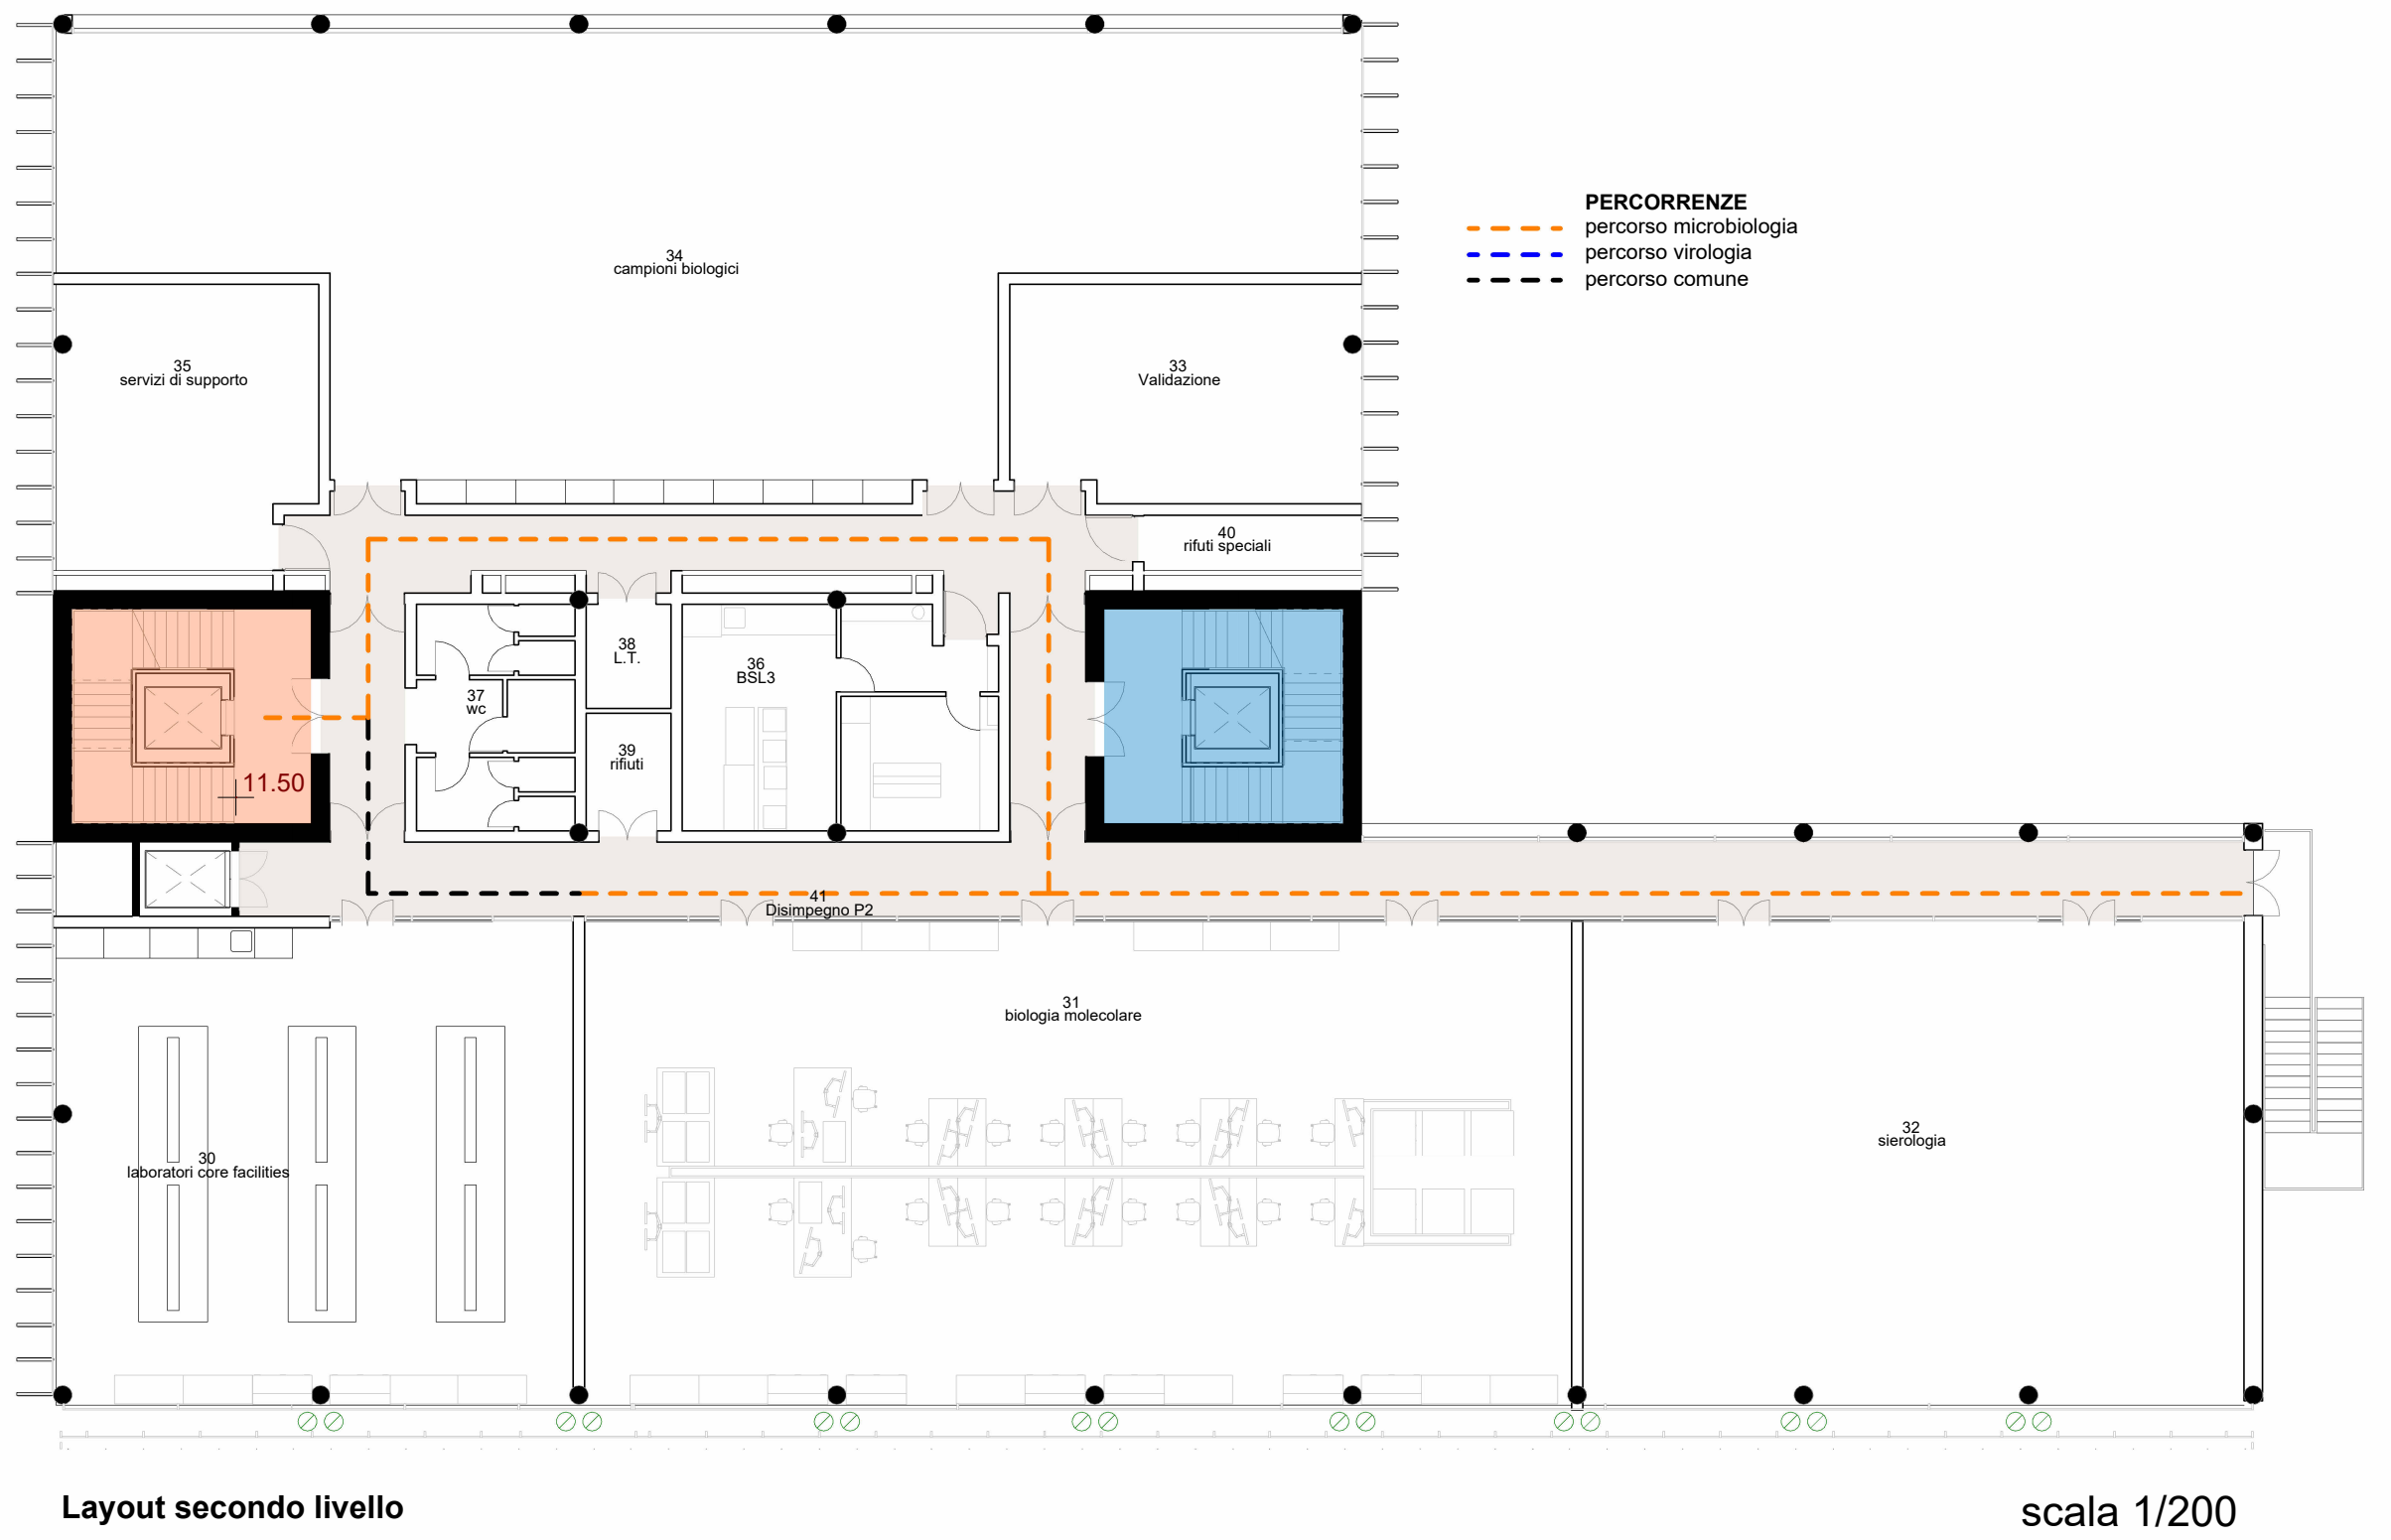 PERCORRENZE
percorso microbiologia
percorso virologia
percorso comune
34
campioni biologici
35
servizi di supporto
33
Validazione
40
rifuti speciali
38
L.T.
36
BSL3
37
wc
39
rifiuti
11.50
41
Disimpegno P2
31
biologia molecolare
32
sierologia
30
laboratori core facilities
Layout secondo livello
scala 1/200